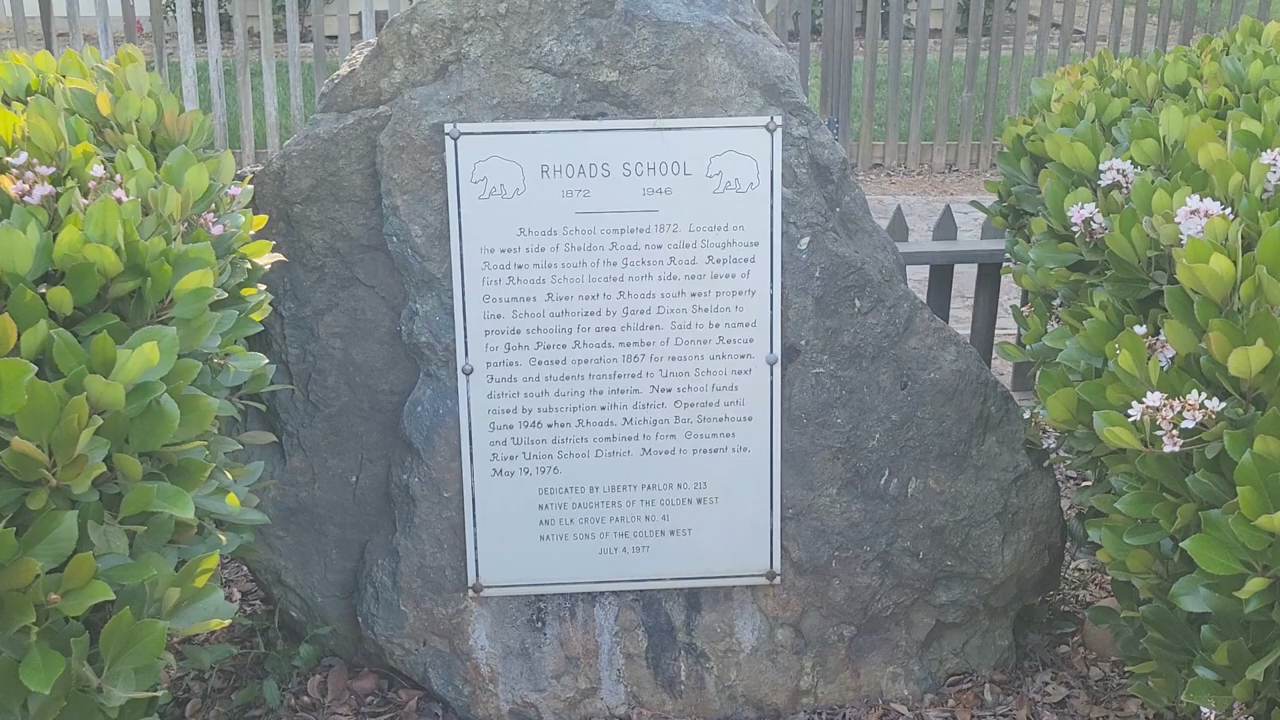 RHOADS SCHOOL
1872 1946
Rhoads School completed 1872. Located on
the west side of Sheldon Road, now called Sloughhouse
Road two miles south of the Jackson Road. Replaced
first Rhoads School located north side, near levee of
Cosumnes River next to Rhoads south west property
line. School authorized by Jared Dixon Sheldon to
provide schooling for area children. Said to be named
for John Pierce Rhoads, member of Donner Rescue
parties. Ceased operation 1867 for reasons unknown.
Funds and students transferred to Union School next
district south during the interim. New school funds
raised by subscription within district. Operated until
June 1946 when Rhoads, Michigan Bar, Stonehouse
and Wilson districts combined to form Cosumnes
River Union School District. Moved to present site,
May 19, 1976.
DEDICATED BY LIBERTY PARLOR NO. 213
NATIVE DAUGHTERS OF THE GOLDEN WEST
AND ELK GROVE PARLOR NO. 41
NATIVE SONS OF THE GOLDEN WEST
JULY 4, 1977